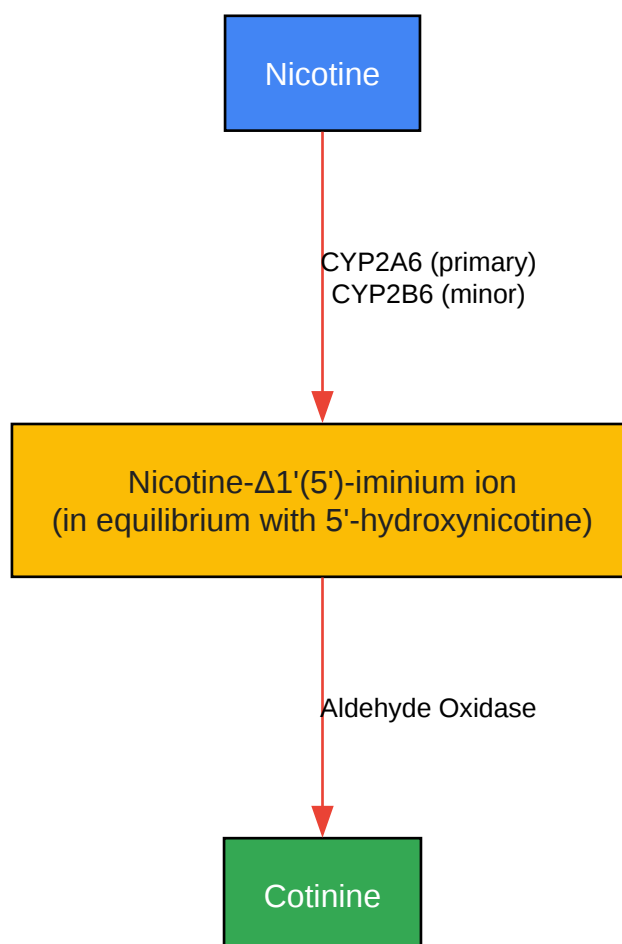 Nicotine
CYP2A6 (primary)
CYP2B6 (minor)
Nicotine-Δ1'(5')-iminium ion
(in equilibrium with 5'-hydroxynicotine)
Aldehyde Oxidase
Cotinine